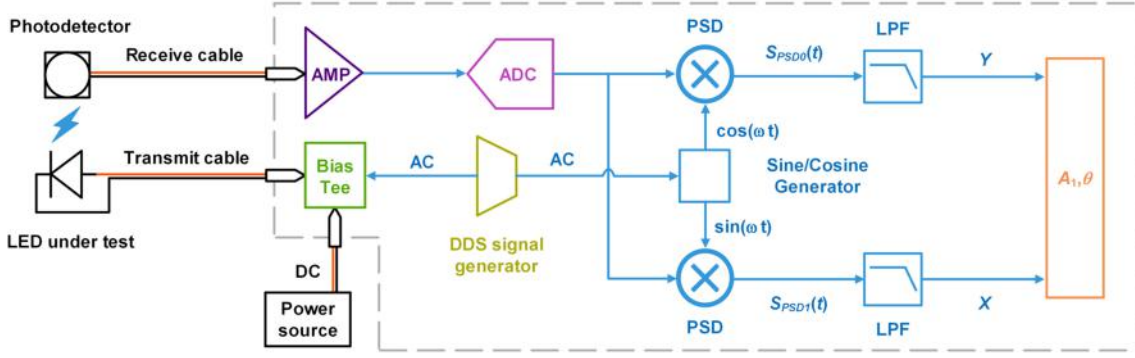 Photodetector
Receive cable
AMP
ADC
PSD
S_PSD0(t)
LPF
Y
cos(ω t)
Transmit cable
Bias
Tee
AC
AC
Sine/Cosine
Generator
A₁,θ
LED under test
DDS signal
generator
sin(ω t)
DC
Power
source
PSD
S_PSD1(t)
LPF
X